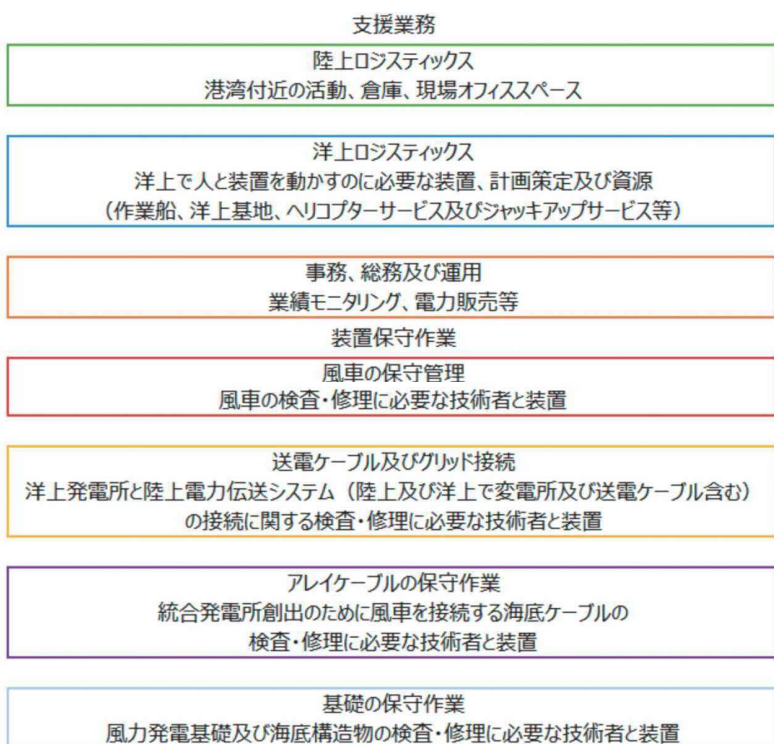 支援業務
陸上ロジスティックス
港湾付近の活動、倉庫、現場オフィススペース
洋上ロジスティックス
洋上で人と装置を動かすのに必要な装置、計画策定及び資源
（作業船、洋上基地、ヘリコプターサービス及びジャッキアップサービス等）
事務、総務及び運用
業績モニタリング、電力販売等
装置保守作業
風車の保守管理
風車の検査・修理に必要な技術者と装置
送電ケーブル及びグリッド接続
洋上発電所と陸上電力伝送システム（陸上及び洋上で変電所及び送電ケーブル含む）
の接続に関する検査・修理に必要な技術者と装置
アレイケーブルの保守作業
統合発電所創出のために風車を接続する海底ケーブルの
検査・修理に必要な技術者と装置
基礎の保守作業
風力発電基礎及び海底構造物の検査・修理に必要な技術者と装置